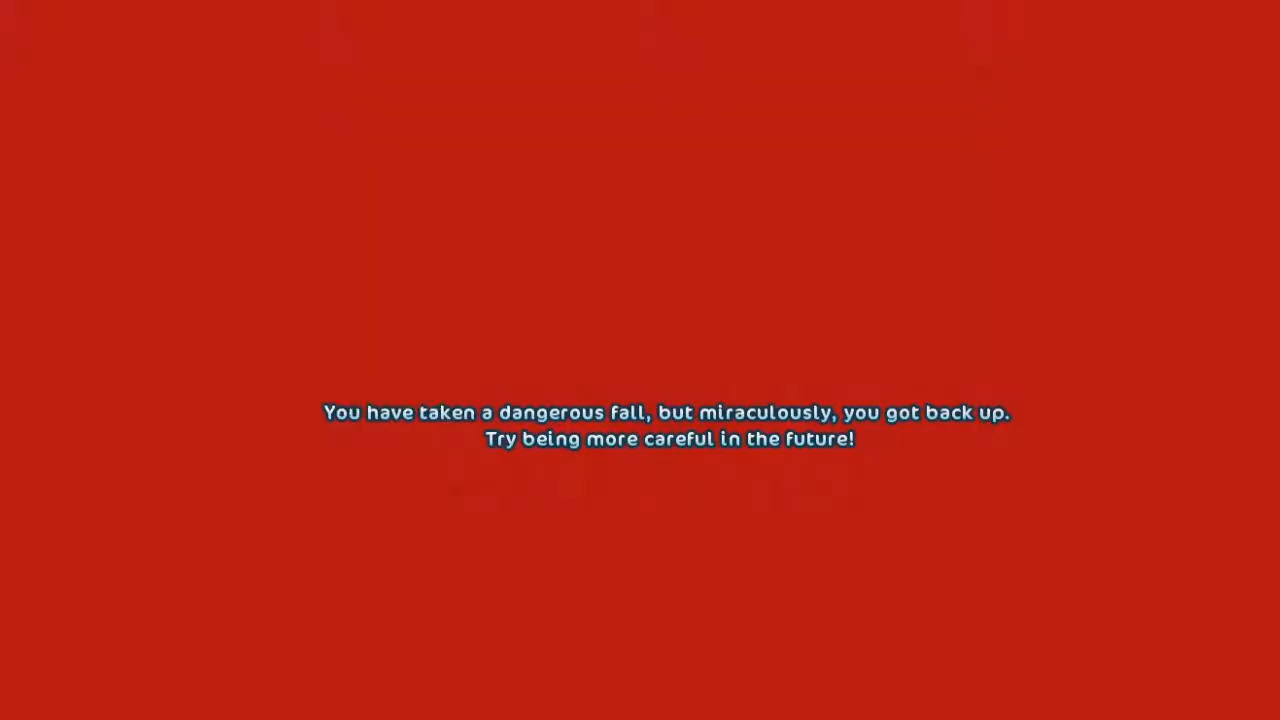 You have taken a dangerous fall, but miraculously, you got back up.
Try being more careful in the future!